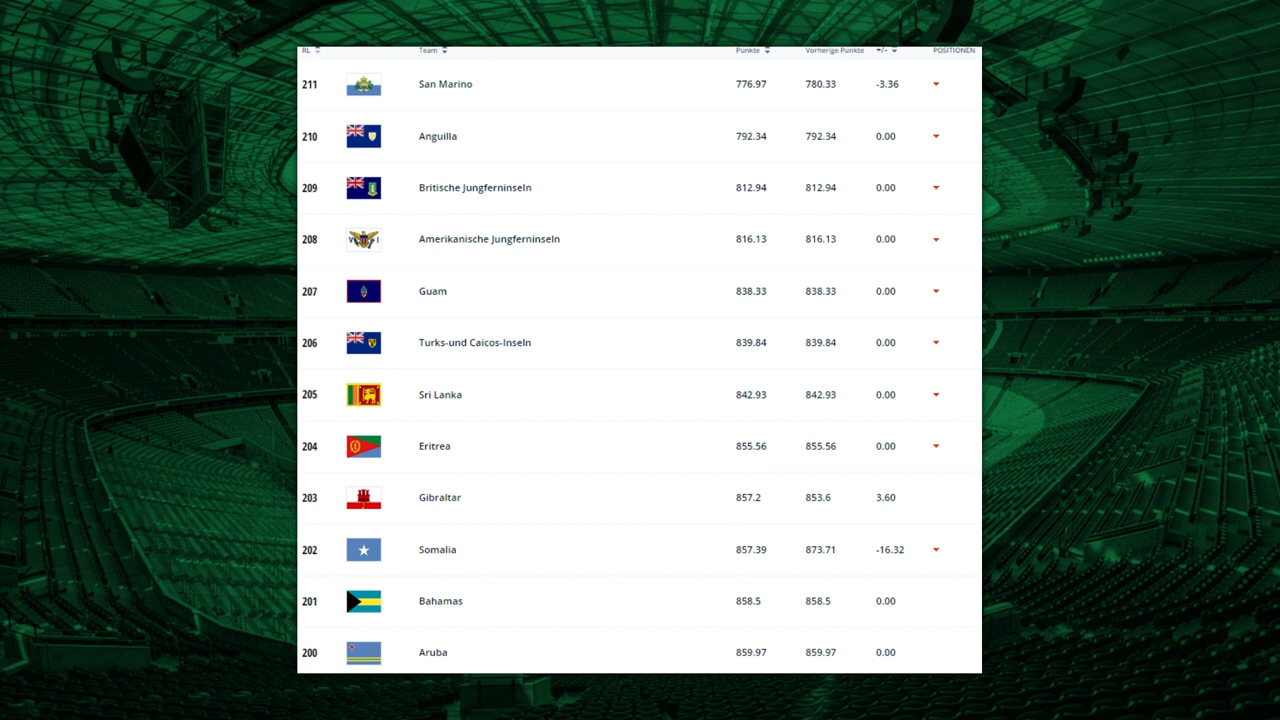 RL Team Punkte Vorherige Punkte +/- POSITIONEN
211 San Marino 776.97 780.33 -3.36
210 Anguilla 792.34 792.34 0.00
209 Britische Jungferninseln 812.94 812.94 0.00
208 Amerikanische Jungferninseln 816.13 816.13 0.00
207 Guam 838.33 838.33 0.00
206 Turks-und Caicos-Inseln 839.84 839.84 0.00
205 Sri Lanka 842.93 842.93 0.00
204 Eritrea 855.56 855.56 0.00
203 Gibraltar 857.2 853.6 3.60
202 Somalia 857.39 873.71 -16.32
201 Bahamas 858.5 858.5 0.00
200 Aruba 859.97 859.97 0.00